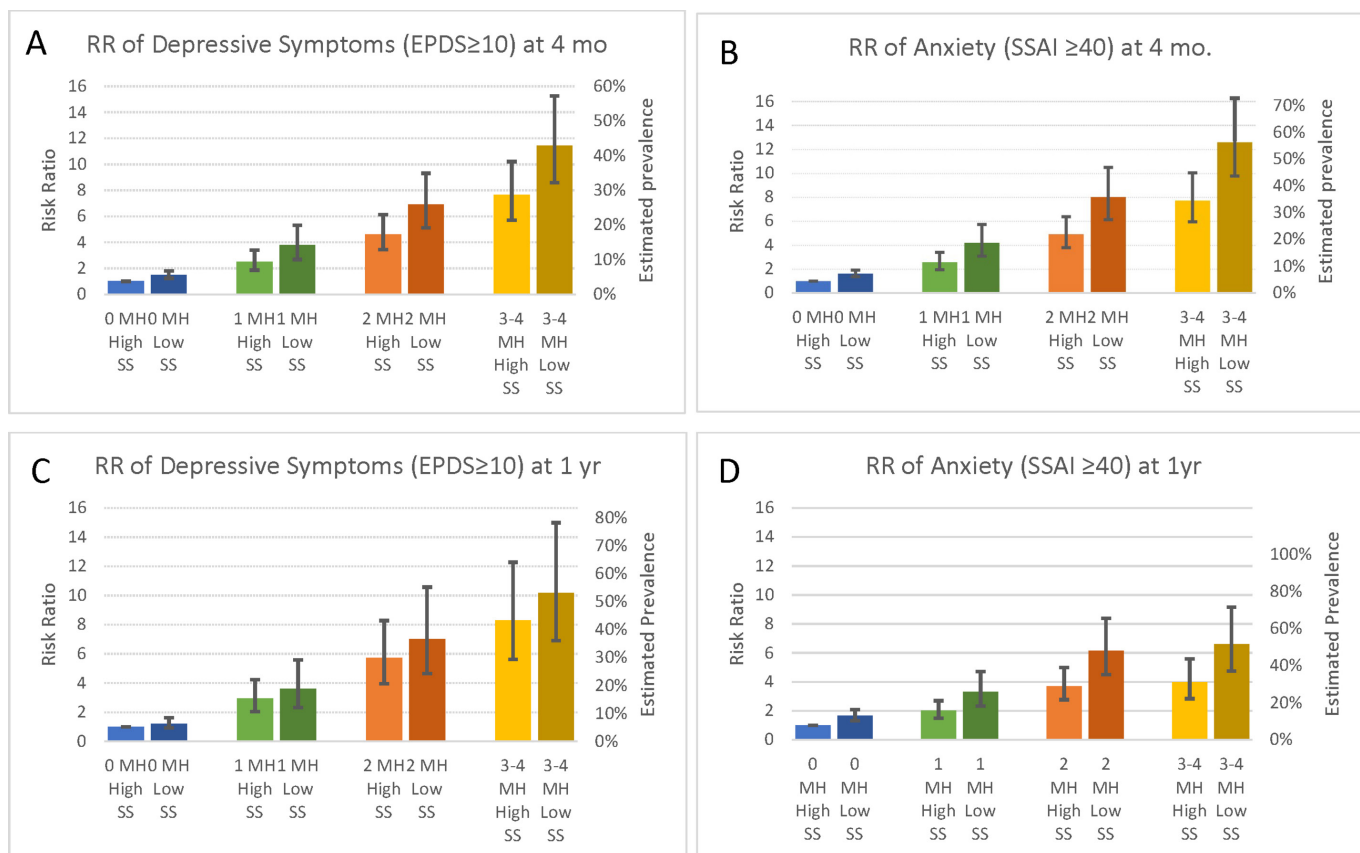 A
RR of Depressive Symptoms (EPDS≥10) at 4 mo
Risk Ratio
16
14
12
10
8
6
4
2
0
60%
50%
40%
30%
20%
10%
0%
Estimated prevalence
0 MH 0 MH 1 MH 1 MH 2 MH 2 MH 3-4 3-4
High Low High Low High Low MH MH
SS SS SS SS SS SS High Low
SS SS
B
RR of Anxiety (SSAI ≥40) at 4 mo.
Risk Ratio
16
14
12
10
8
6
4
2
0
70%
60%
50%
40%
30%
20%
10%
0%
Estimated prevalence
0 MH 0 MH 1 MH 1 MH 2 MH 2 MH 3-4 3-4
High Low High Low High Low MH MH
SS SS SS SS SS SS High Low
SS SS
C
RR of Depressive Symptoms (EPDS≥10) at 1 yr
Risk Ratio
16
14
12
10
8
6
4
2
0
80%
70%
60%
50%
40%
30%
20%
10%
0%
Estimated Prevalence
0 MH 0 MH 1 MH 1 MH 2 MH 2 MH 3-4 3-4
High Low High Low High Low MH MH
SS SS SS SS SS SS High Low
SS SS
D
RR of Anxiety (SSAI ≥40) at 1yr
Risk Ratio
16
14
12
10
8
6
4
2
0
100%
80%
60%
40%
20%
0%
Estimated Prevalence
0 0 1 1 2 2 3-4 3-4
MH MH MH MH MH MH MH MH
High Low High Low High Low High Low
SS SS SS SS SS SS SS SS